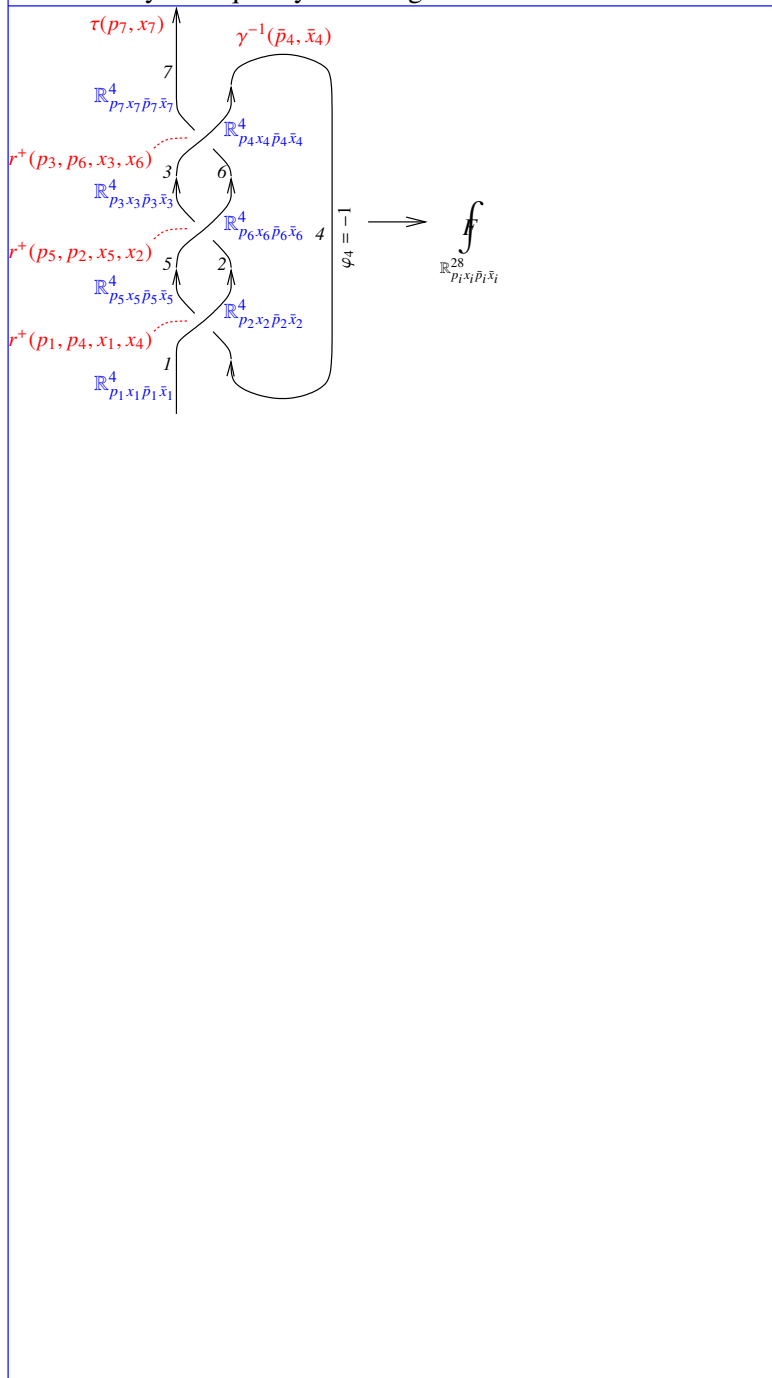 τ(p₇, x₇)
γ⁻¹(p̄₄, x̄₄)
7
ℝ⁴ₚ₇ₓ₇p̄₇x̄₇
ℝ⁴ₚ₄ₓ₄p̄₄x̄₄
r⁺(p₃, p₆, x₃, x₆)
3
6
ℝ⁴ₚ₃ₓ₃p̄₃x̄₃
ℝ⁴ₚ₆ₓ₆p̄₆x̄₆
4
φ₄ = −1
∫F
r⁺(p₅, p₂, x₅, x₂)
5
2
ℝ²⁸pᵢxᵢp̄ᵢx̄ᵢ
ℝ⁴ₚ₅ₓ₅p̄₅x̄₅
ℝ⁴ₚ₂ₓ₂p̄₂x̄₂
r⁺(p₁, p₄, x₁, x₄)
1
ℝ⁴ₚ₁ₓ₁p̄₁x̄₁